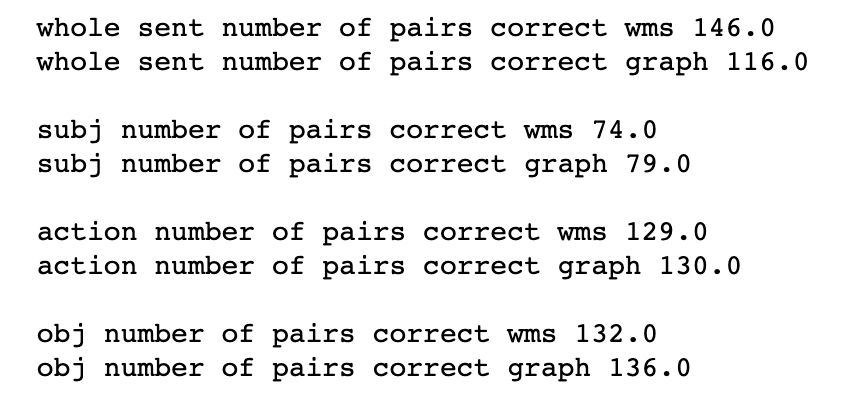 whole sent number of pairs correct wms 146.0
whole sent number of pairs correct graph 116.0
subj number of pairs correct wms 74.0
subj number of pairs correct graph 79.0
action number of pairs correct wms 129.0
action number of pairs correct graph 130.0
obj number of pairs correct wms 132.0
obj number of pairs correct graph 136.0